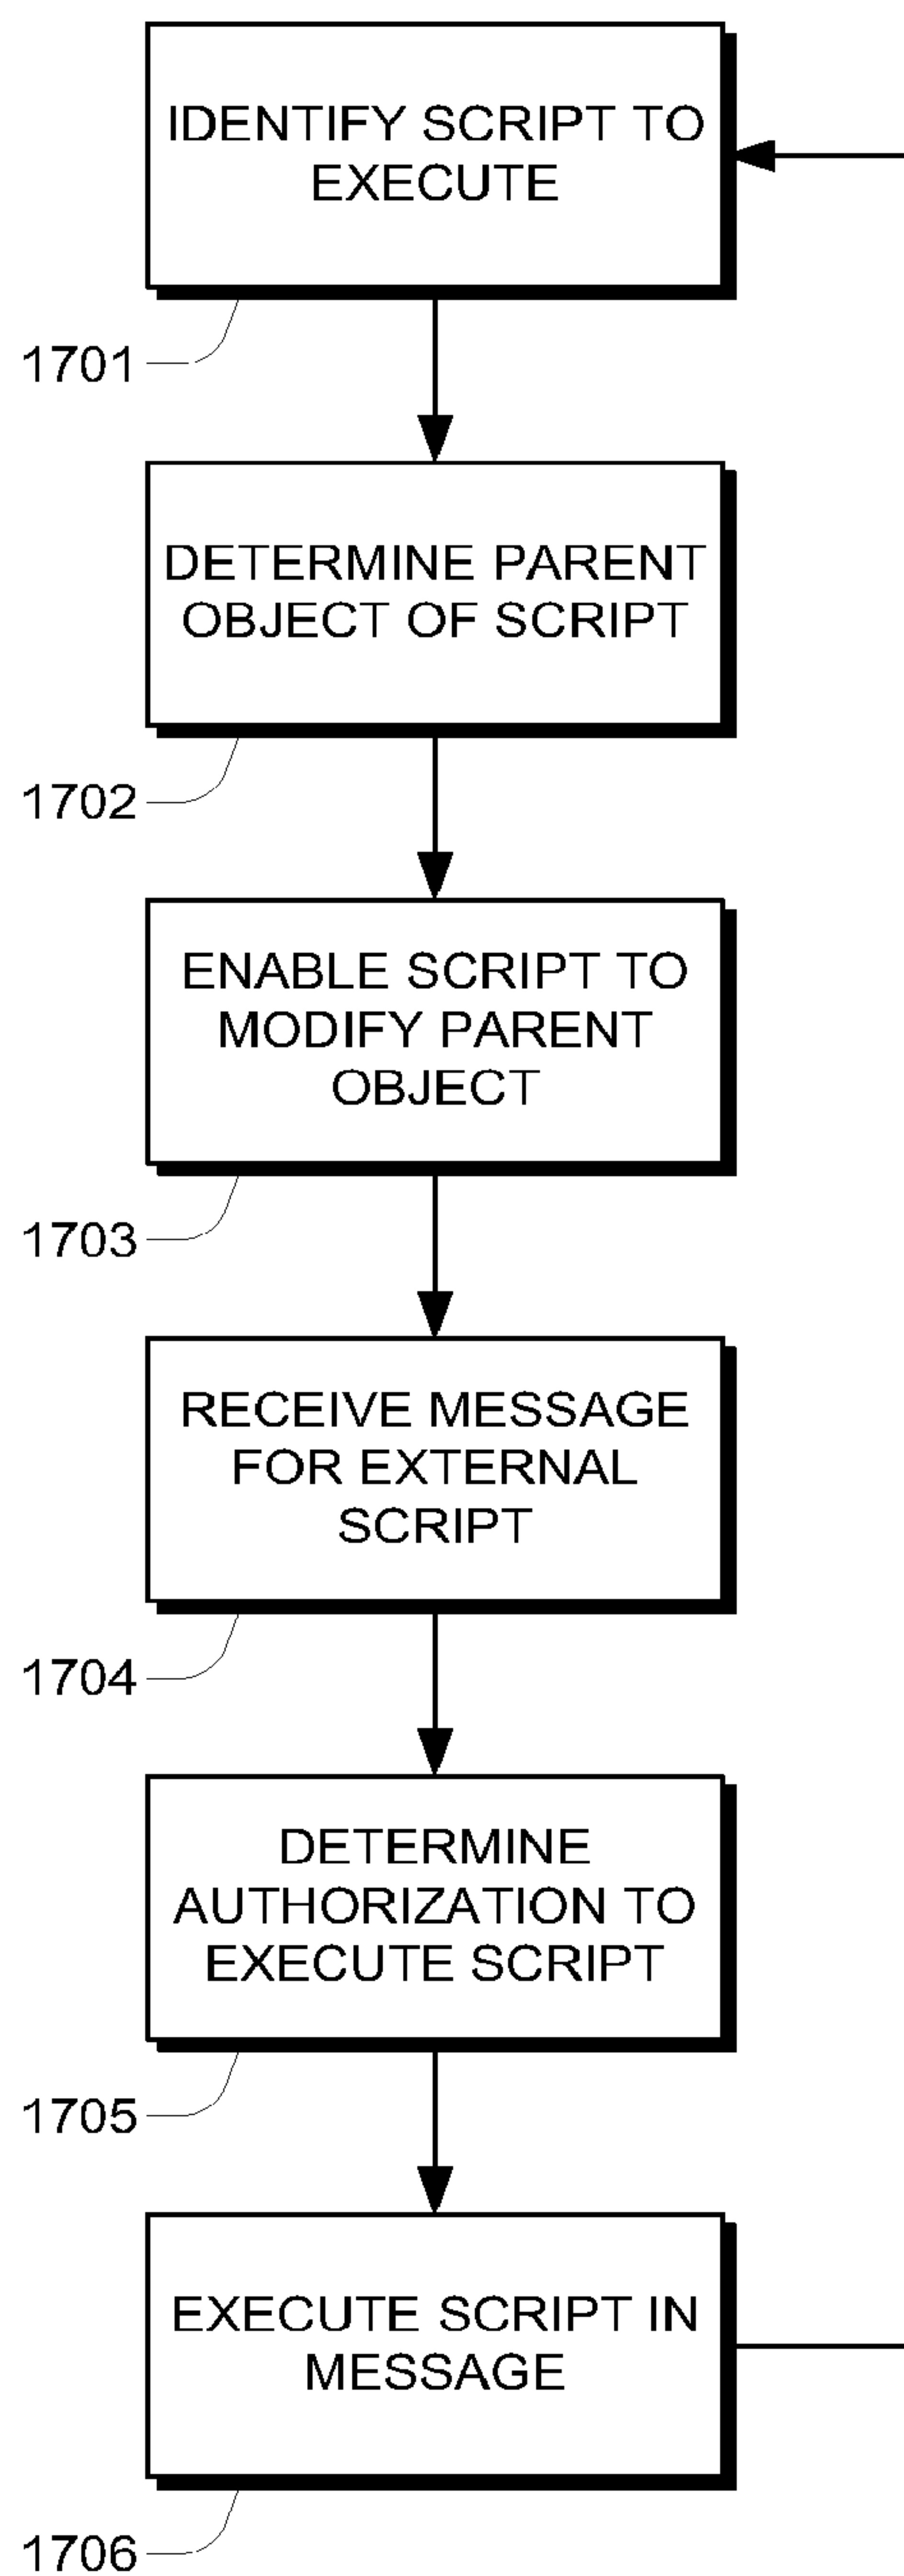 IDENTIFY SCRIPT TO
EXECUTE
1701
DETERMINE PARENT
OBJECT OF SCRIPT
1702
ENABLE SCRIPT TO
MODIFY PARENT
OBJECT
1703
RECEIVE MESSAGE
FOR EXTERNAL
SCRIPT
1704
DETERMINE
AUTHORIZATION TO
EXECUTE SCRIPT
1705
EXECUTE SCRIPT IN
MESSAGE
1706